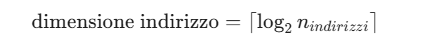 dimensione indirizzo = ⌈log₂ n_indirizzi⌉